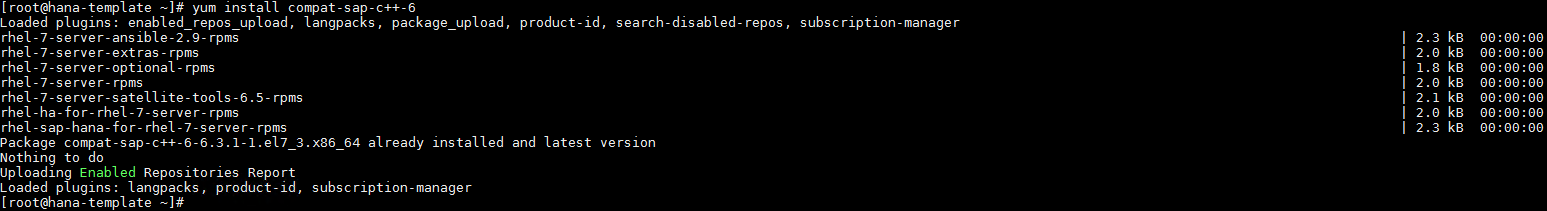 [root@hana-template ~]# yum install compat-sap-c++-6
Loaded plugins: enabled_repos_upload, langpacks, package_upload, product-id, search-disabled-repos, subscription-manager
rhel-7-server-ansible-2.9-rpms | 2.3 kB 00:00:00
rhel-7-server-extras-rpms | 2.0 kB 00:00:00
rhel-7-server-optional-rpms | 1.8 kB 00:00:00
rhel-7-server-rpms | 2.0 kB 00:00:00
rhel-7-server-satellite-tools-6.5-rpms | 2.1 kB 00:00:00
rhel-ha-for-rhel-7-server-rpms | 2.0 kB 00:00:00
rhel-sap-hana-for-rhel-7-server-rpms | 2.3 kB 00:00:00
Package compat-sap-c++-6-6.3.1-1.el7_3.x86_64 already installed and latest version
Nothing to do
Uploading Enabled Repositories Report
Loaded plugins: langpacks, product-id, subscription-manager
[root@hana-template ~]#